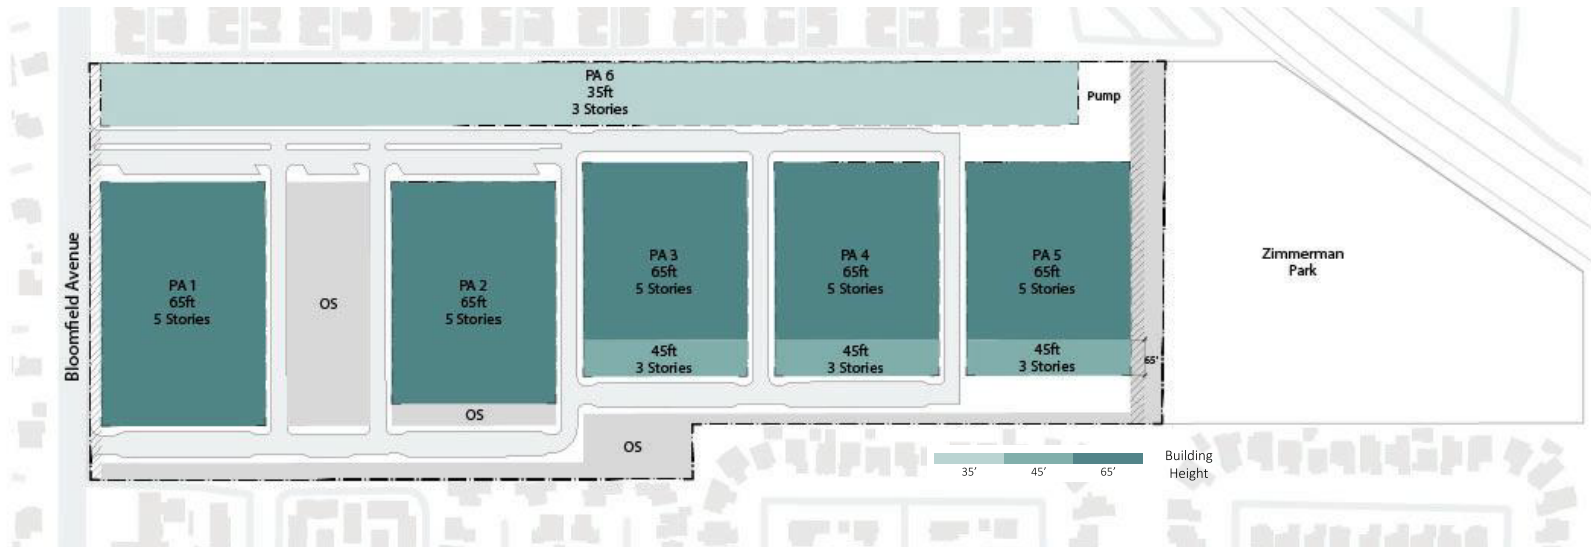 PA 6
35ft
3 Stories
Pump
Bloomfield Avenue
PA 1
65ft
5 Stories
OS
PA 2
65ft
5 Stories
OS
PA 3
65ft
5 Stories
45ft
3 Stories
PA 4
65ft
5 Stories
45ft
3 Stories
PA 5
65ft
5 Stories
45ft
3 Stories
65'
Zimmerman
Park
OS
35'
45'
65'
Building
Height